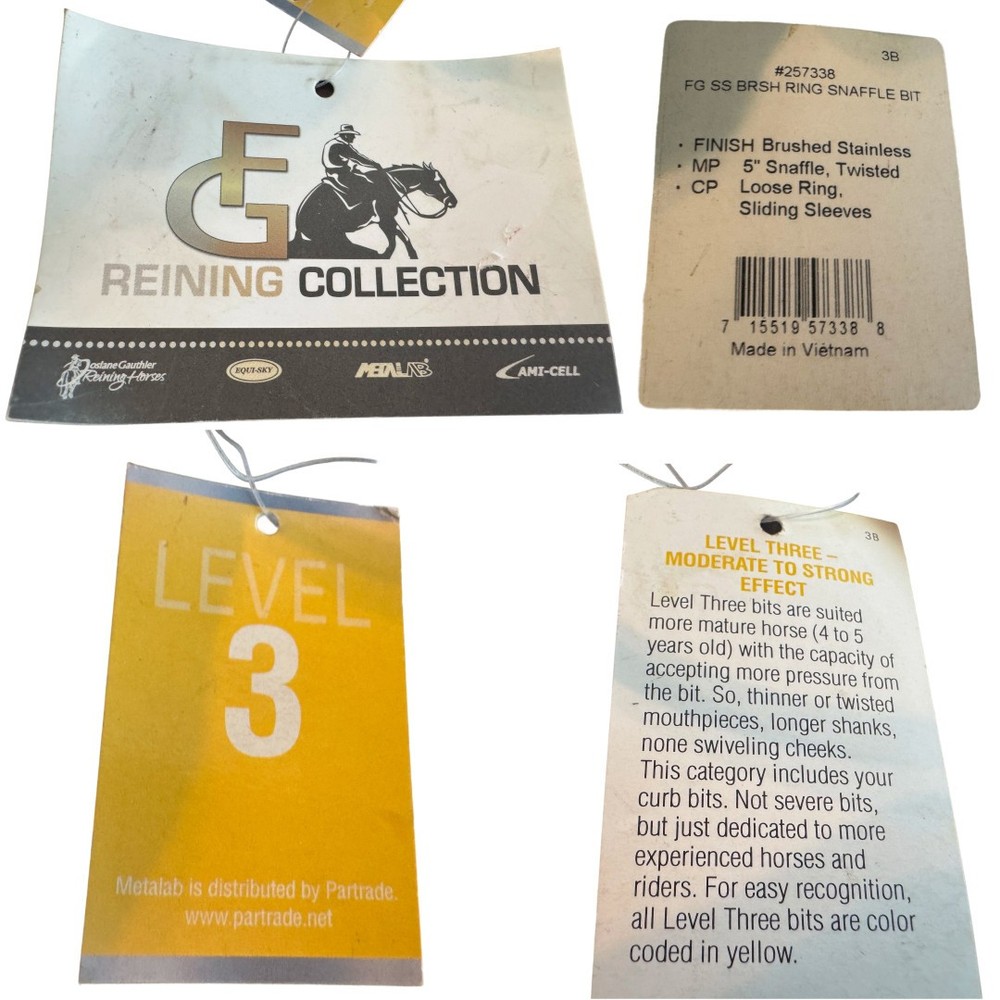 FG
REINING COLLECTION
Roslane Gauthier
Reining Horses
EQUI-SKY
METALAB®
AMI-CELL
3B
#257338
FG SS BRSH RING SNAFFLE BIT
· FINISH Brushed Stainless
· MP 5" Snaffle, Twisted
· CP Loose Ring,
Sliding Sleeves
7 15519 57338 8
Made in Viétnam
LEVEL
3
Metalab is distributed by Partrade.
www.partrade.net
3B
LEVEL THREE –
MODERATE TO STRONG
EFFECT
Level Three bits are suited
more mature horse (4 to 5
years old) with the capacity of
accepting more pressure from
the bit. So, thinner or twisted
mouthpieces, longer shanks,
none swiveling cheeks.
This category includes your
curb bits. Not severe bits,
but just dedicated to more
experienced horses and
riders. For easy recognition,
all Level Three bits are color
coded in yellow.